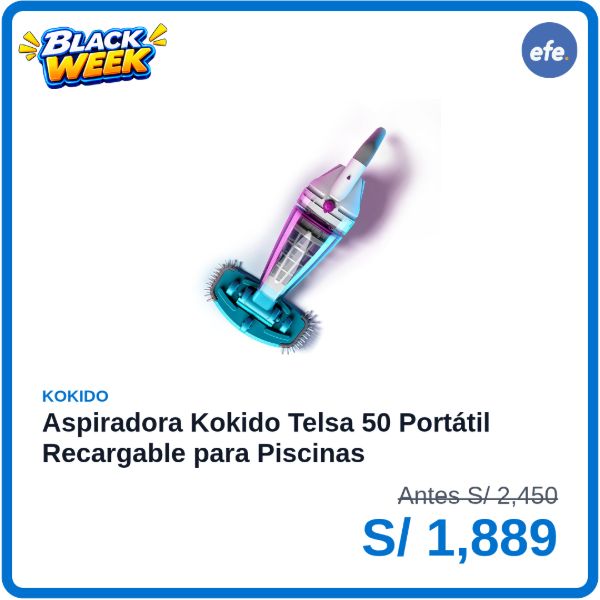 BLACK
WEEK
efe.
KOKIDO
Aspiradora Kokido Telsa 50 Portátil
Recargable para Piscinas
Antes S/ 2,450
S/ 1,889